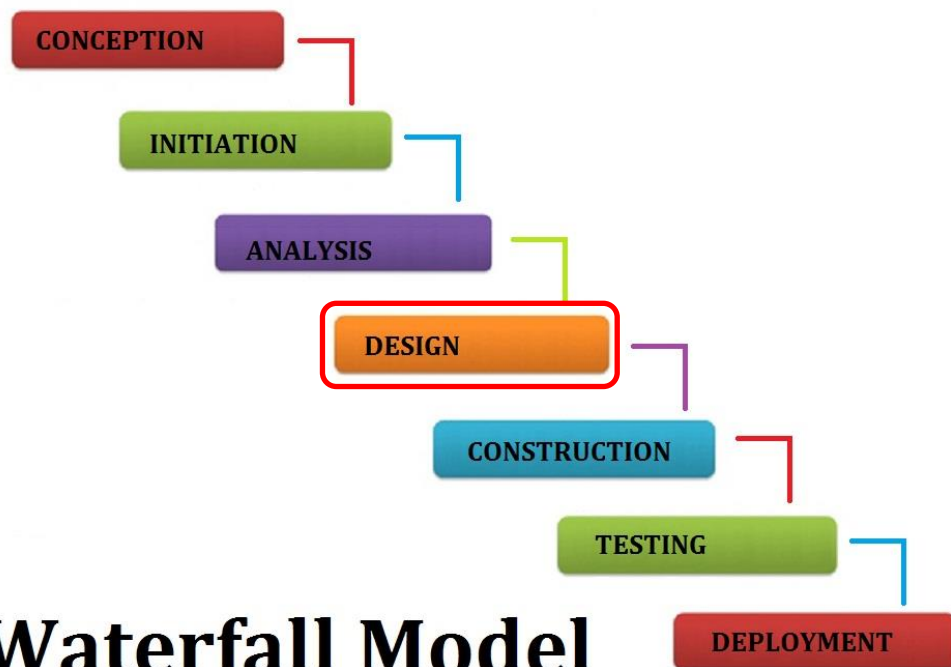 CONCEPTION
INITIATION
ANALYSIS
DESIGN
CONSTRUCTION
TESTING
Waterfall Model
DEPLOYMENT